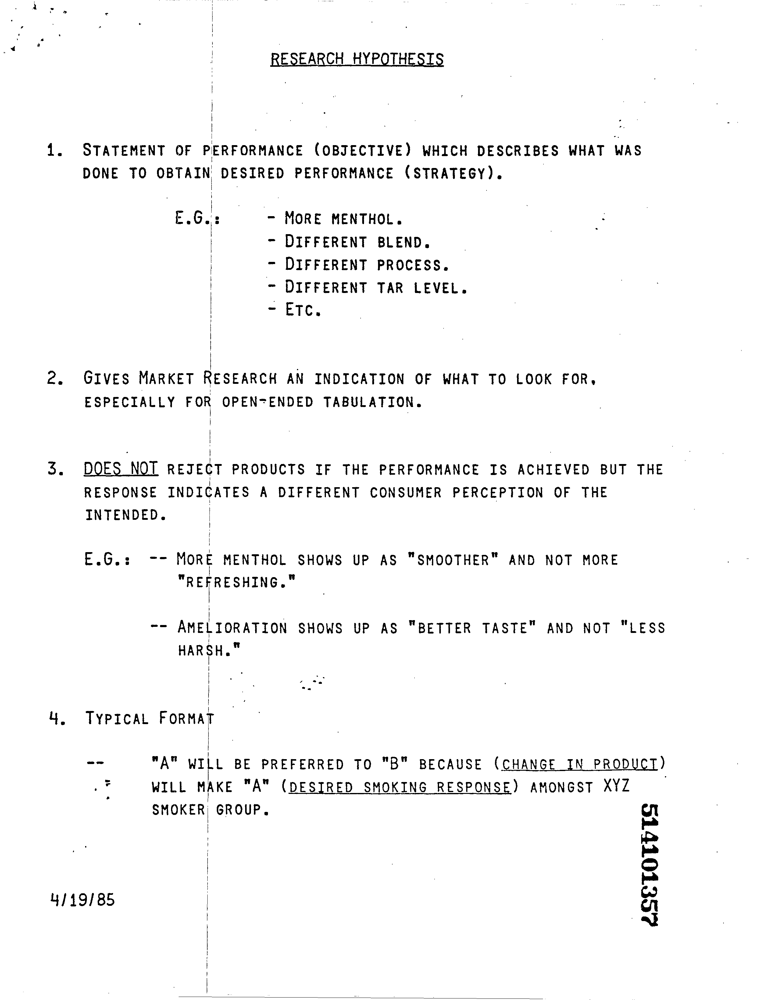 RESEARCH HYPOTHESIS
1. STATEMENT OF PERFORMANCE (OBJECTIVE) WHICH DESCRIBES WHAT WAS
DONE TO OBTAIN DESIRED PERFORMANCE (STRATEGY).
E.G.: - MORE MENTHOL.
- DIFFERENT BLEND.
- DIFFERENT PROCESS.
- DIFFERENT TAR LEVEL.
- ETC.
2. GIVES MARKET RESEARCH AN INDICATION OF WHAT TO LOOK FOR,
ESPECIALLY FOR OPEN-ENDED TABULATION.
3. DOES NOT REJECT PRODUCTS IF THE PERFORMANCE IS ACHIEVED BUT THE
RESPONSE INDICATES A DIFFERENT CONSUMER PERCEPTION OF THE
INTENDED.
E.G.: -- MORE MENTHOL SHOWS UP AS "SMOOTHER" AND NOT MORE
"REFRESHING."
-- AMELIORATION SHOWS UP AS "BETTER TASTE" AND NOT "LESS
HARSH."
4. TYPICAL FORMAT
-- "A" WILL BE PREFERRED TO "B" BECAUSE (CHANGE IN PRODUCT)
WILL MAKE "A" (DESIRED SMOKING RESPONSE) AMONGST XYZ
SMOKER GROUP.
4/19/85
514101357